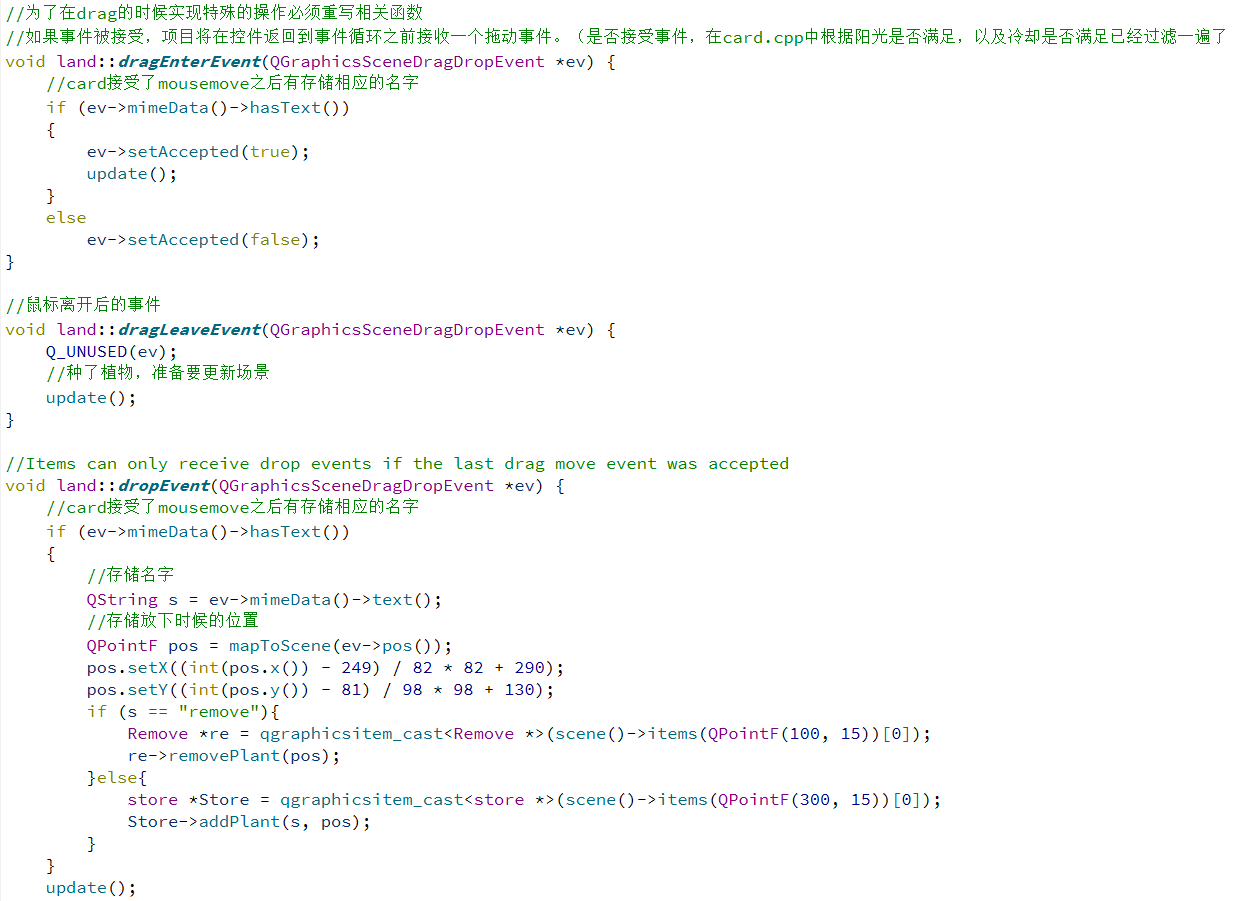 //为了在drag的时候实现特殊的操作必须重写相关函数
//如果事件被接受，项目将在控件返回到事件循环之前接收一个拖动事件。（是否接受事件，在card.cpp中根据阳光是否满足，以及冷却是否满足已经过滤一遍了
void land::dragEnterEvent(QGraphicsSceneDragDropEvent *ev) {
    //card接受了mousemove之后有存储相应的名字
    if (ev->mimeData()->hasText())
    {
        ev->setAccepted(true);
        update();
    }
    else
        ev->setAccepted(false);
}

//鼠标离开后的事件
void land::dragLeaveEvent(QGraphicsSceneDragDropEvent *ev) {
    Q_UNUSED(ev);
    //种了植物，准备要更新场景
    update();
}

//Items can only receive drop events if the last drag move event was accepted
void land::dropEvent(QGraphicsSceneDragDropEvent *ev) {
    //card接受了mousemove之后有存储相应的名字
    if (ev->mimeData()->hasText())
    {
        //存储名字
        QString s = ev->mimeData()->text();
        //存储放下时候的位置
        QPointF pos = mapToScene(ev->pos());
        pos.setX((int(pos.x()) - 249) / 82 * 82 + 290);
        pos.setY((int(pos.y()) - 81) / 98 * 98 + 130);
        if (s == "remove"){
            Remove *re = qgraphicsitem_cast<Remove *>(scene()->items(QPointF(100, 15))[0]);
            re->removePlant(pos);
        }else{
            store *Store = qgraphicsitem_cast<store *>(scene()->items(QPointF(300, 15))[0]);
            Store->addPlant(s, pos);
        }
    }
    update();